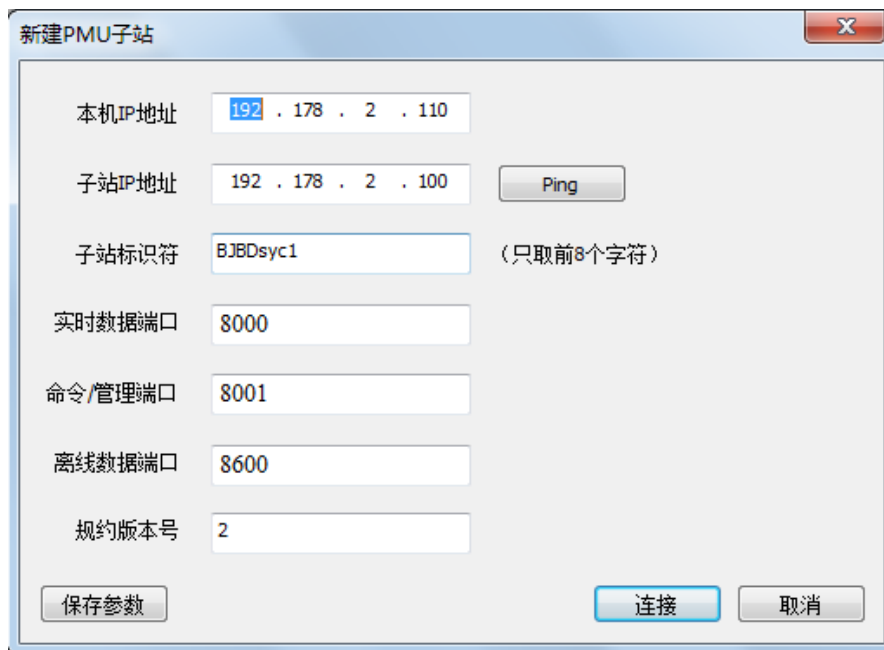 新建PMU子站
本机IP地址 192 . 178 . 2 . 110
子站IP地址 192 . 178 . 2 . 100 Ping
子站标识符 BJBDsyc1 （只取前8个字符）
实时数据端口 8000
命令/管理端口 8001
离线数据端口 8600
规约版本号 2
保存参数 连接 取消